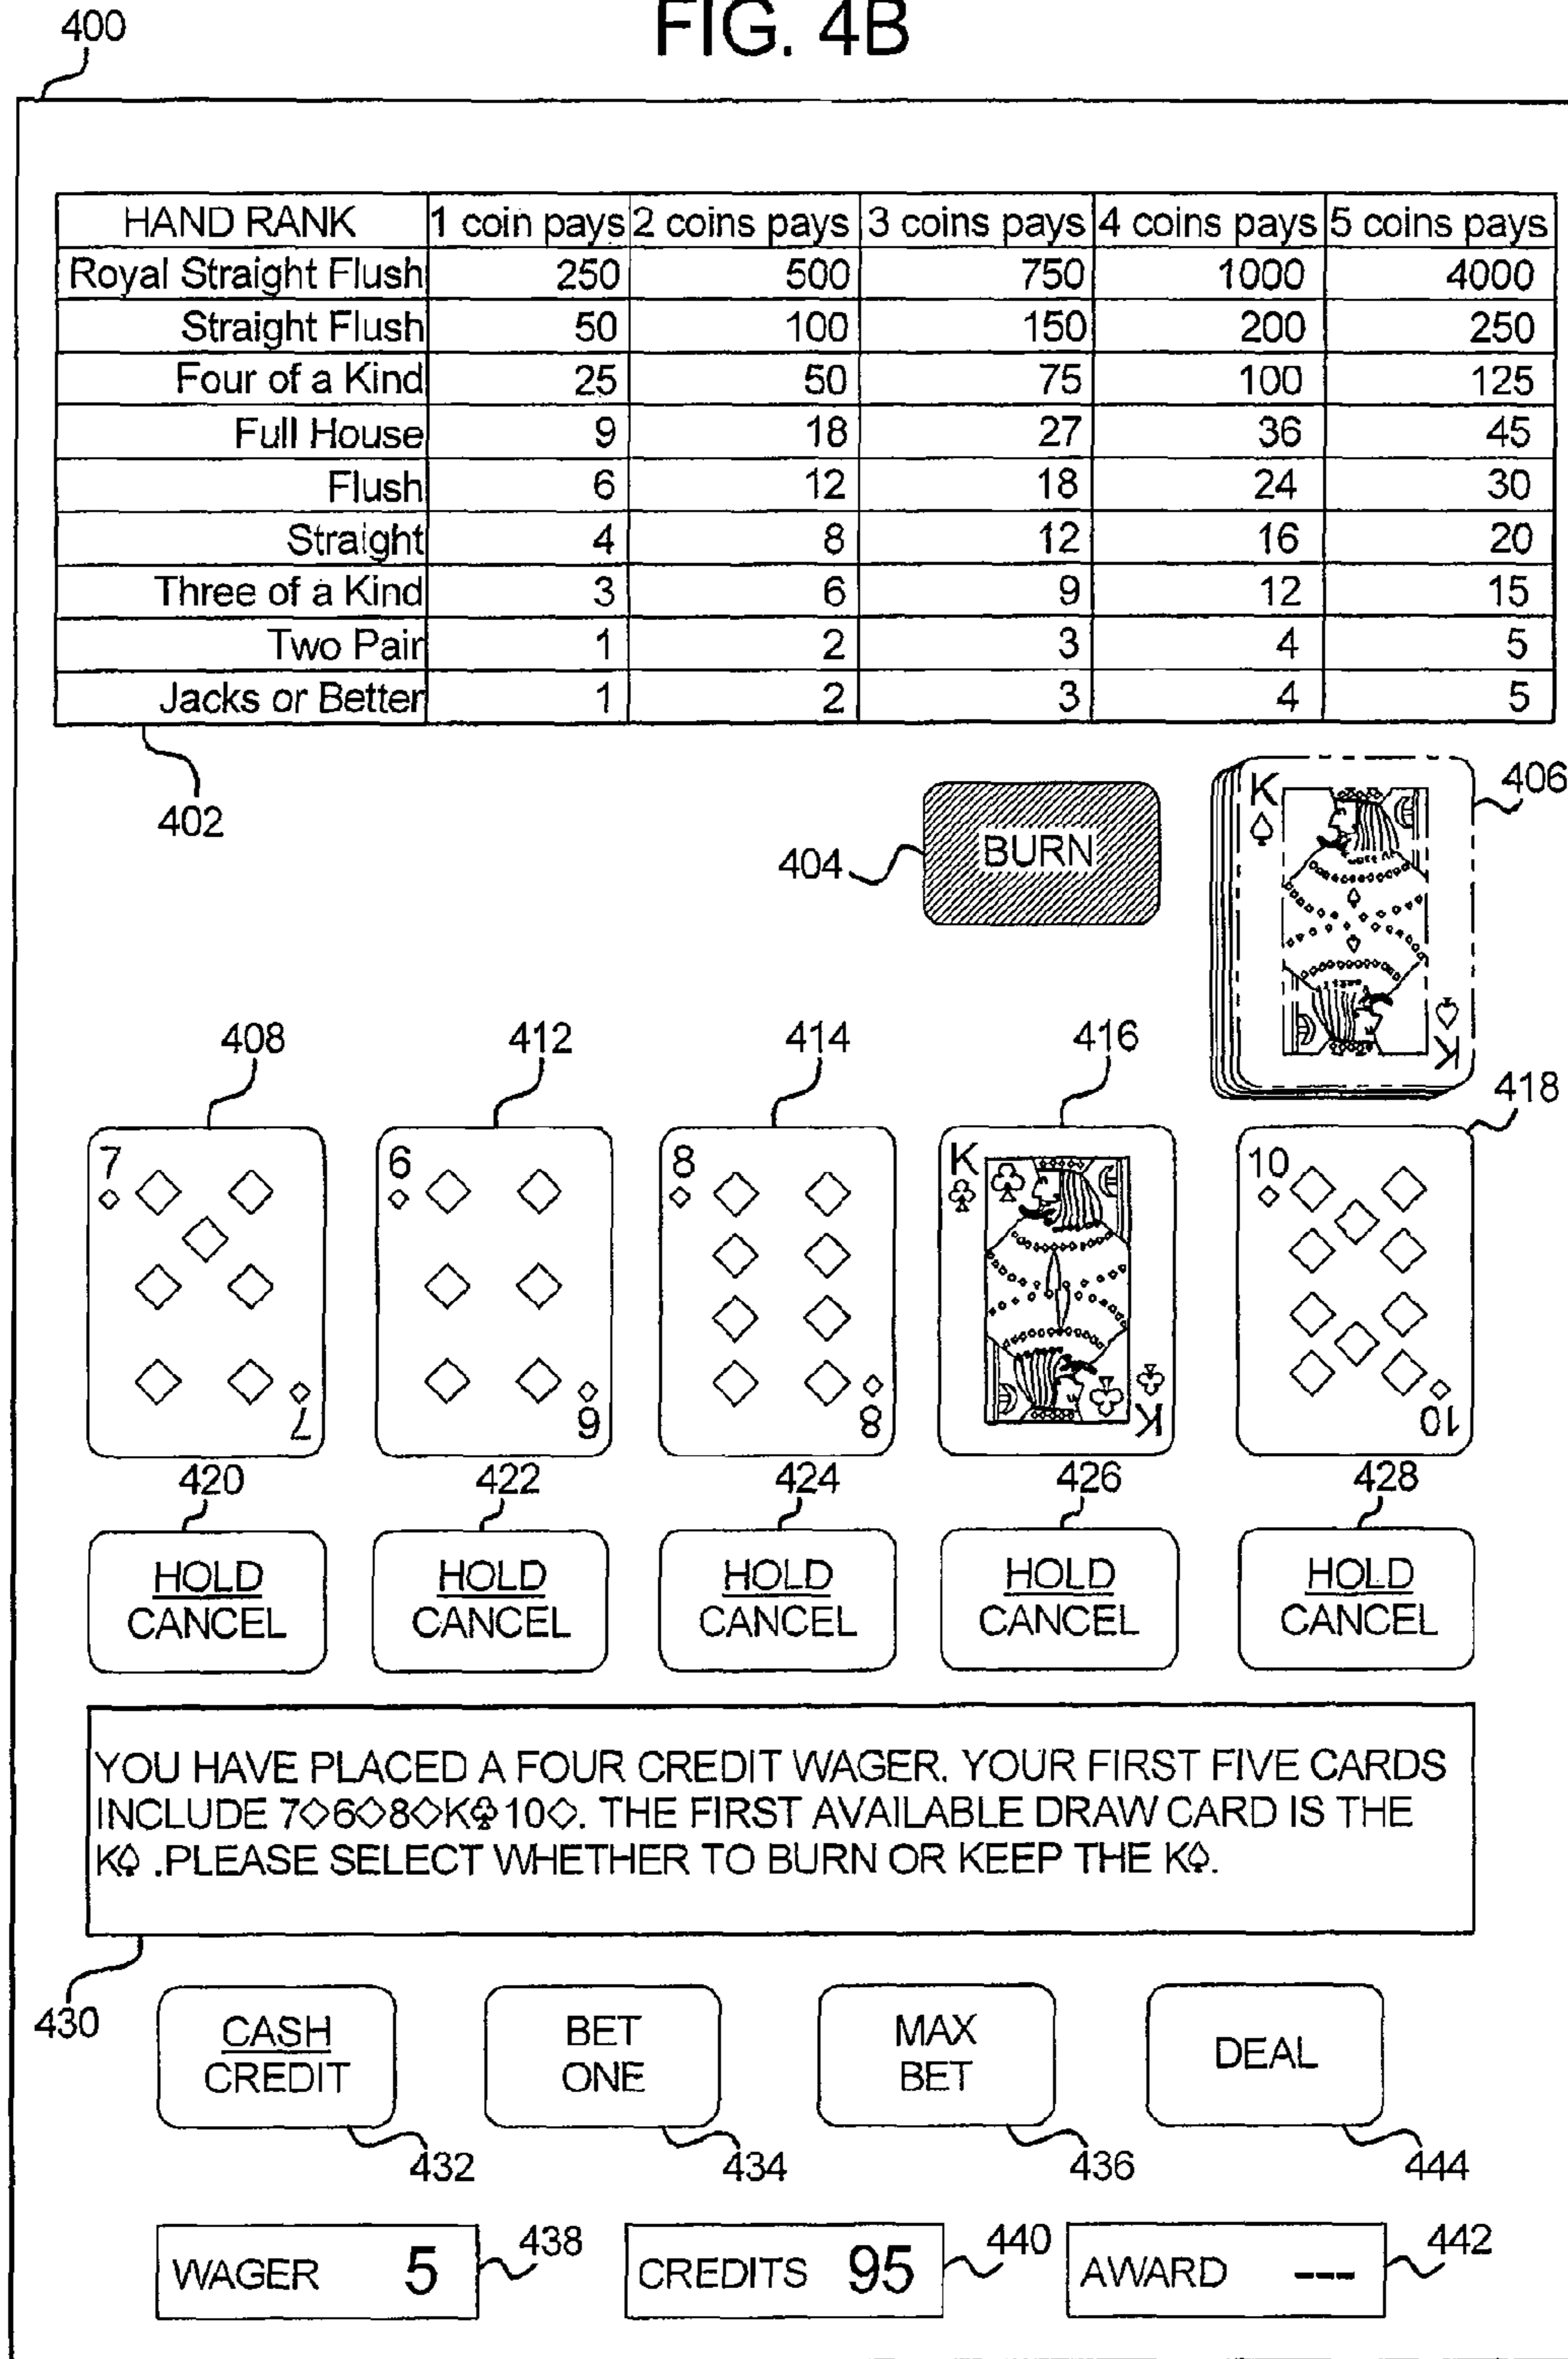 FIG. 4B
400
HAND RANK 1 coin pays 2 coins pays 3 coins pays 4 coins pays 5 coins pays
Royal Straight Flush 250 500 750 1000 4000
Straight Flush 50 100 150 200 250
Four of a Kind 25 50 75 100 125
Full House 9 18 27 36 45
Flush 6 12 18 24 30
Straight 4 8 12 16 20
Three of a Kind 3 6 9 12 15
Two Pair 1 2 3 4 5
Jacks or Better 1 2 3 4 5
402
404
BURN
K♤
K♤
406
408 412 414 416 418
7♢ 6♢ 8♢ K♧ 10♢
7♢ 6♢ 8♢ K♧ 10♢
420 422 424 426 428
HOLD HOLD HOLD HOLD HOLD
CANCEL CANCEL CANCEL CANCEL CANCEL
YOU HAVE PLACED A FOUR CREDIT WAGER. YOUR FIRST FIVE CARDS
INCLUDE 7♢6♢8♢K♧10♢. THE FIRST AVAILABLE DRAW CARD IS THE
K♤ .PLEASE SELECT WHETHER TO BURN OR KEEP THE K♤.
430
CASH BET MAX DEAL
CREDIT ONE BET
432 434 436 444
WAGER 5 438 CREDITS 95 440 AWARD --- 442